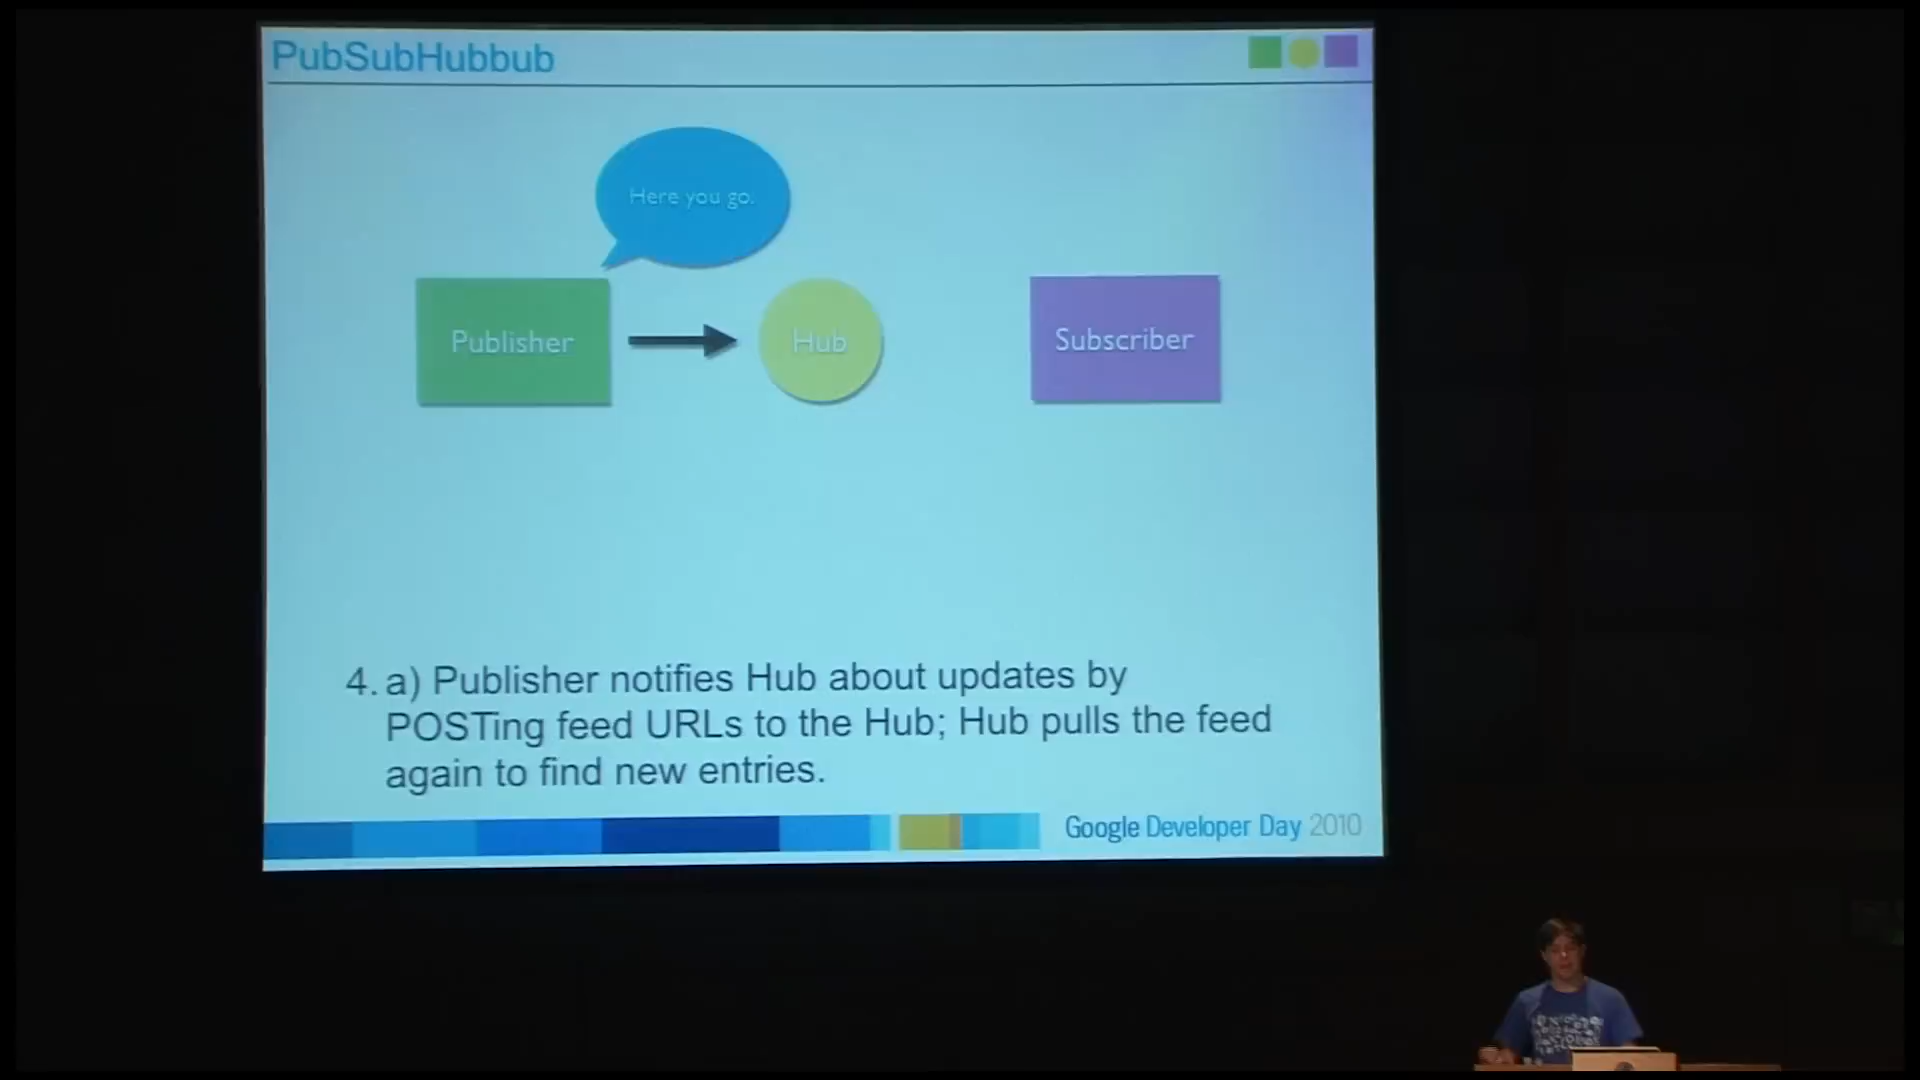 PubSubHubbub
Here you go.
Publisher
Hub
Subscriber
4. a) Publisher notifies Hub about updates by
POSTing feed URLs to the Hub; Hub pulls the feed
again to find new entries.
Google Developer Day 2010